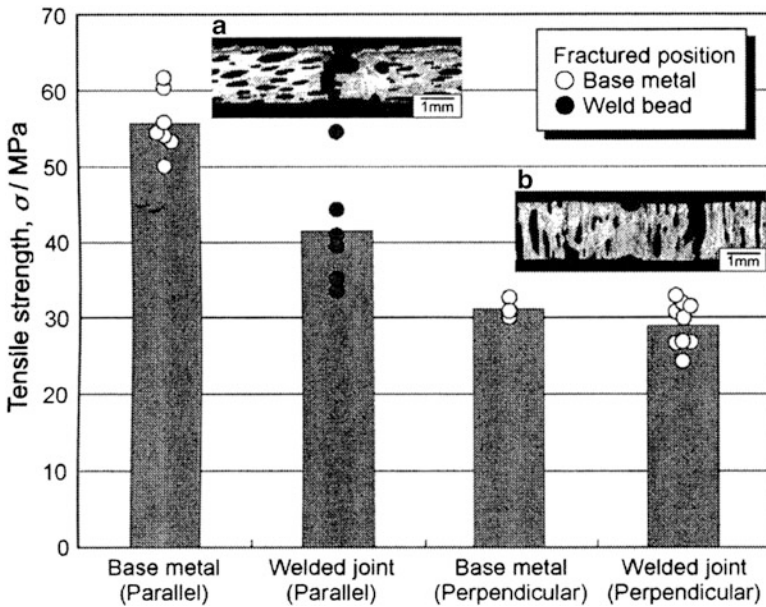 Tensile strength, σ / MPa
70
60
50
40
30
20
10
0
a
1mm
Fractured position
Base metal
Weld bead
b
1mm
Base metal
(Parallel)
Welded joint
(Parallel)
Base metal
(Perpendicular)
Welded joint
(Perpendicular)